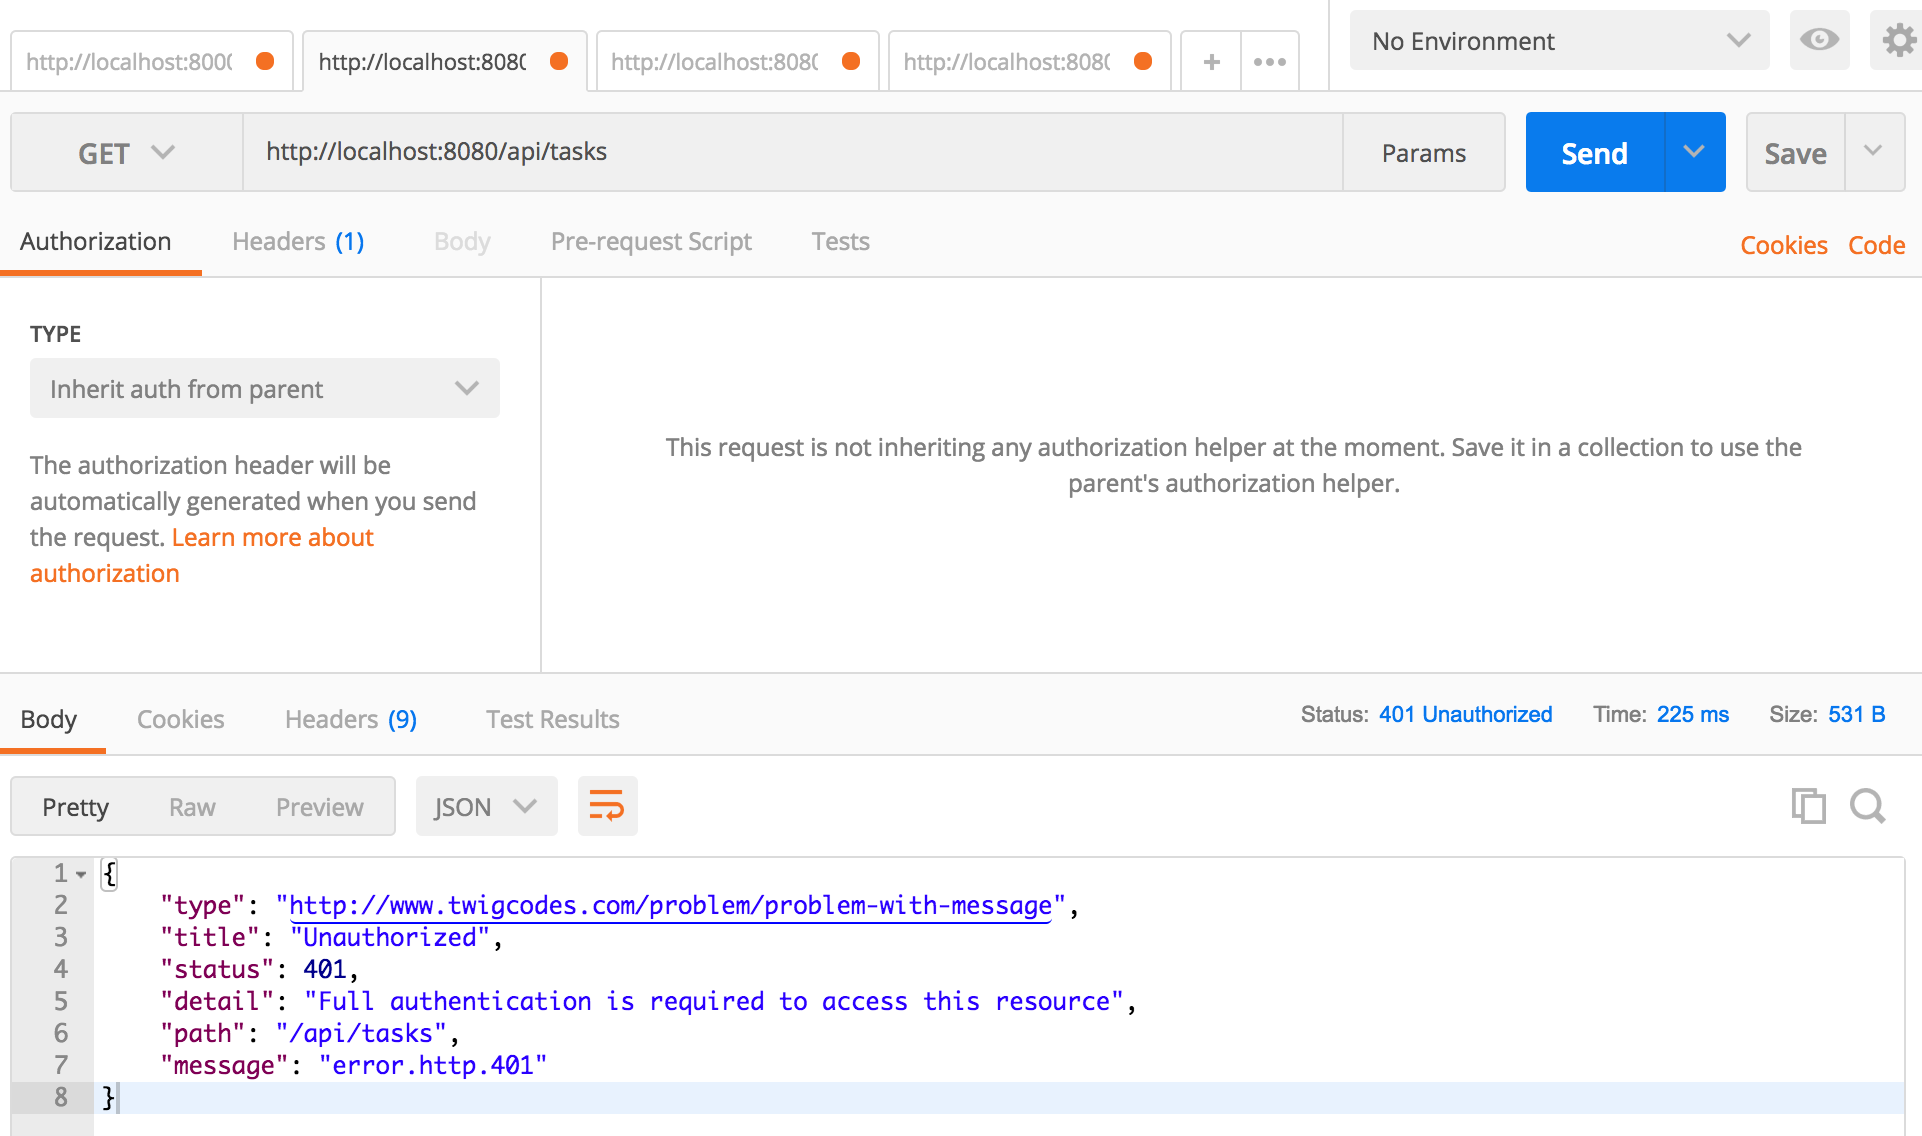 http://localhost:8000
http://localhost:8080
http://localhost:8080
http://localhost:8080
No Environment
GET
http://localhost:8080/api/tasks
Params
Send
Save
Authorization
Headers (1)
Body
Pre-request Script
Tests
Cookies
Code
TYPE
Inherit auth from parent
The authorization header will be
automatically generated when you send
the request. Learn more about
authorization
This request is not inheriting any authorization helper at the moment. Save it in a collection to use the
parent's authorization helper.
Body
Cookies
Headers (9)
Test Results
Status: 401 Unauthorized
Time: 225 ms
Size: 531 B
Pretty
Raw
Preview
JSON
1 {
2 "type": "http://www.twigcodes.com/problem/problem-with-message",
3 "title": "Unauthorized",
4 "status": 401,
5 "detail": "Full authentication is required to access this resource",
6 "path": "/api/tasks",
7 "message": "error.http.401"
8 }